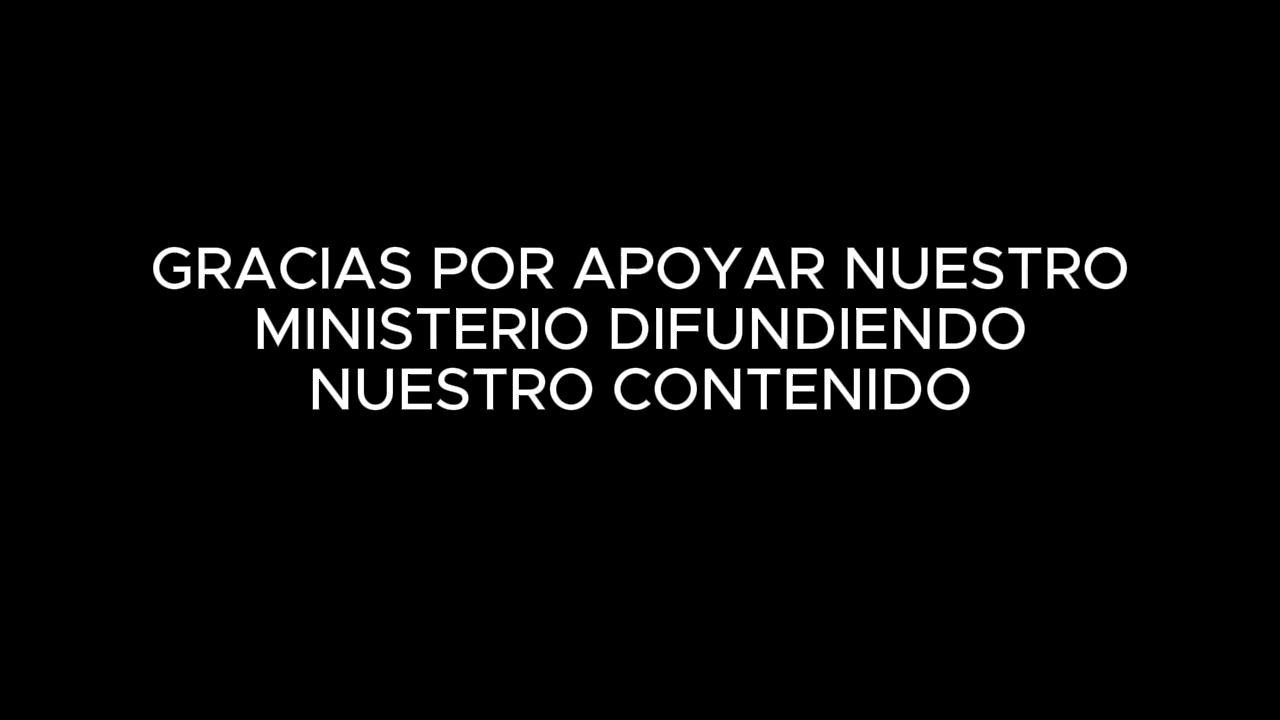 GRACIAS POR APOYAR NUESTRO
MINISTERIO DIFUNDIENDO
NUESTRO CONTENIDO